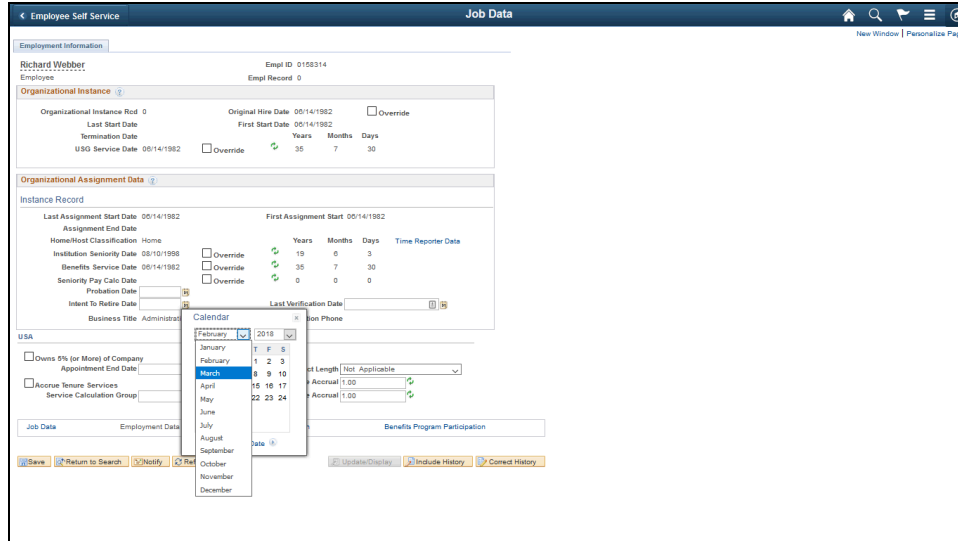 Employee Self Service
Job Data
New Window | Personalize Pag
Employment Information
Richard Webber Empl ID 0158314
Employee Empl Record 0
Organizational Instance
Organizational Instance Rcd 0 Original Hire Date 06/14/1982 Override
Last Start Date First Start Date 06/14/1982
Termination Date Years Months Days
USG Service Date 06/14/1982 Override 35 7 30
Organizational Assignment Data
Instance Record
Last Assignment Start Date 06/14/1982 First Assignment Start 06/14/1982
Assignment End Date
Home/Host Classification Home Years Months Days Time Reporter Data
Institution Seniority Date 08/10/1998 Override 19 6 3
Benefits Service Date 06/14/1982 Override 35 7 30
Seniority Pay Calc Date Override 0 0 0
Probation Date
Intent To Retire Date Last Verification Date
Business Title Administrati ion Phone
Calendar ×
February 2018
January
February
March
April
May
June
July
August
September
October
November
December
T F S
1 2 3
8 9 10
15 16 17
22 23 24
Date
USA
Owns 5% (or More) of Company
Appointment End Date ct Length Not Applicable
Accrue Tenure Services Accrual 1.00
Service Calculation Group Accrual 1.00
Job Data Employment Data Benefits Program Participation
Save Return to Search Notify Ref Update/Display Include History Correct History